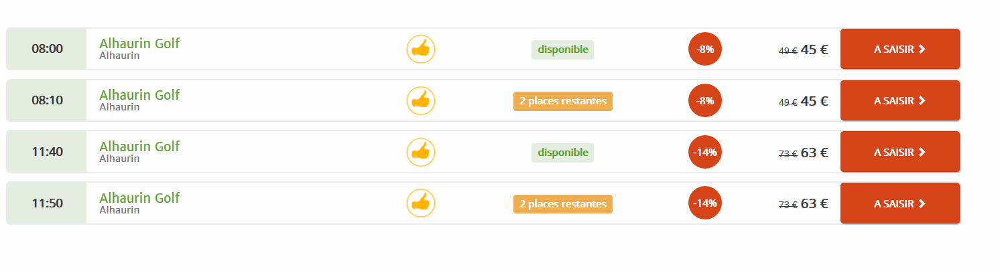 08:00 Alhaurin Golf disponible -8% 49 € 45 € A SAISIR
Alhaurin
08:10 Alhaurin Golf 2 places restantes -8% 49 € 45 € A SAISIR
Alhaurin
11:40 Alhaurin Golf disponible -14% 73 € 63 € A SAISIR
Alhaurin
11:50 Alhaurin Golf 2 places restantes -14% 73 € 63 € A SAISIR
Alhaurin